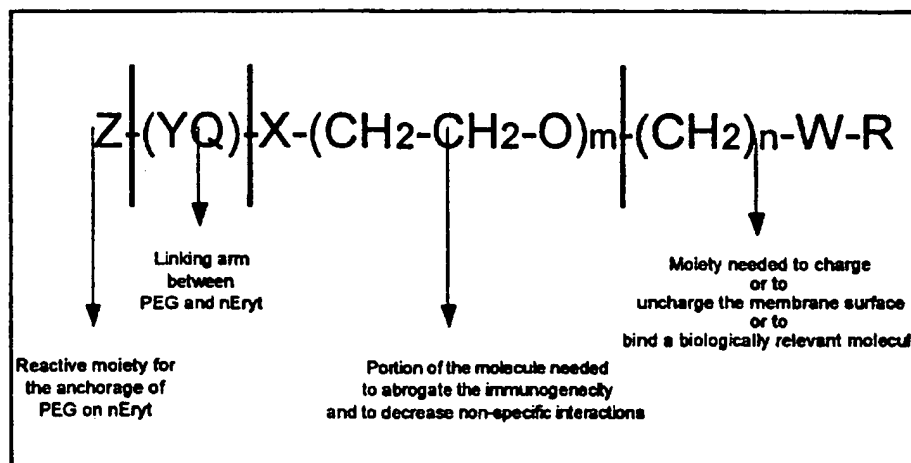 Z-(YQ)-X-(CH2-CH2-O)m-(CH2)n-W-R
Linking arm
between
PEG and nEryt
Moiety needed to charge
or to
uncharge the membrane surface
or to
bind a biologically relevant molecul
Reactive moiety for
the anchorage of
PEG on nEryt
Portion of the molecule needed
to abrogate the immunogenecity
and to decrease non-specific interactions